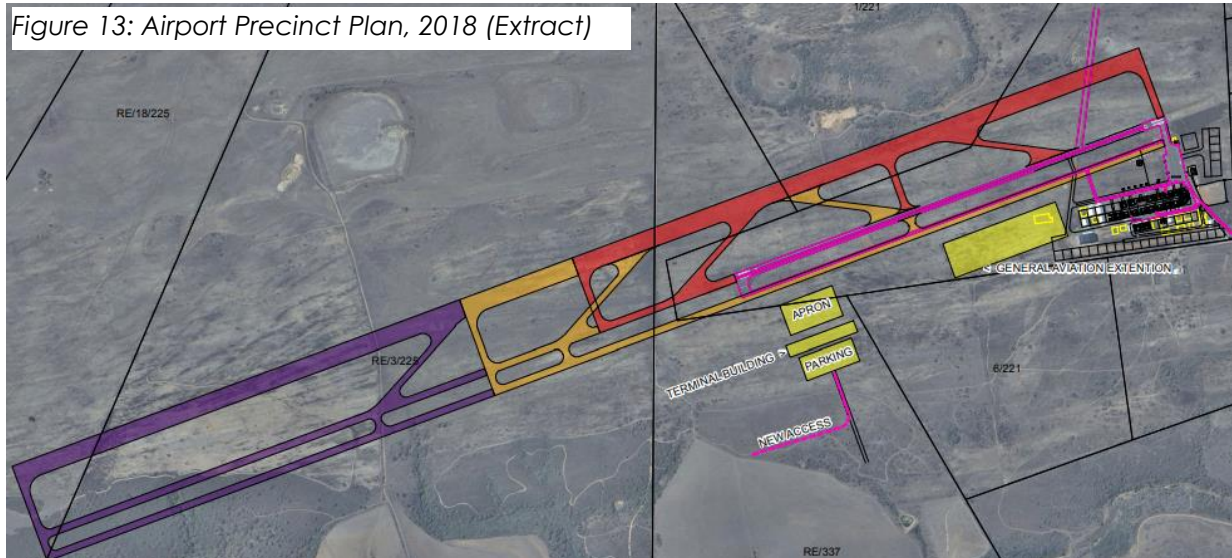 Figure 13: Airport Precinct Plan, 2018 (Extract)
1/221
RE/18/225
< GENERAL AVIATION EXTENTION
APRON
TERMINAL BUILDING >
PARKING
RE/3/225
6/221
NEW ACCESS
RE/337